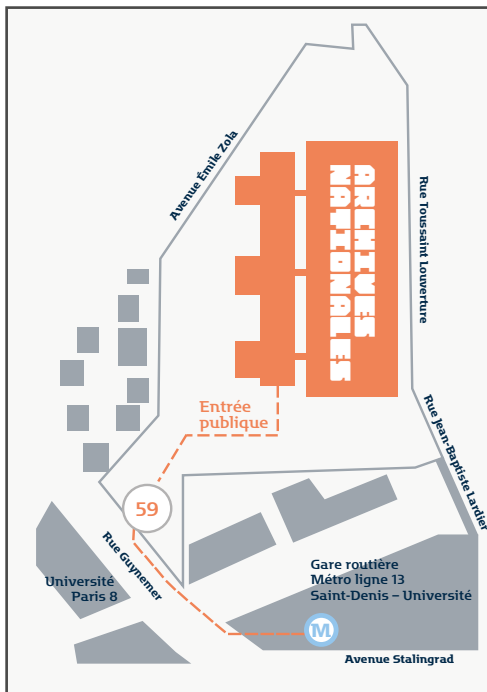 Avenue Émile Zola
ARCHIVES
NATIONALES
Rue Toussaint Louverture
Rue Jean-Baptiste Lardier
Entrée
publique
59
Rue Guynemer
Université
Paris 8
Gare routière
Métro ligne 13
Saint-Denis – Université
M
Avenue Stalingrad